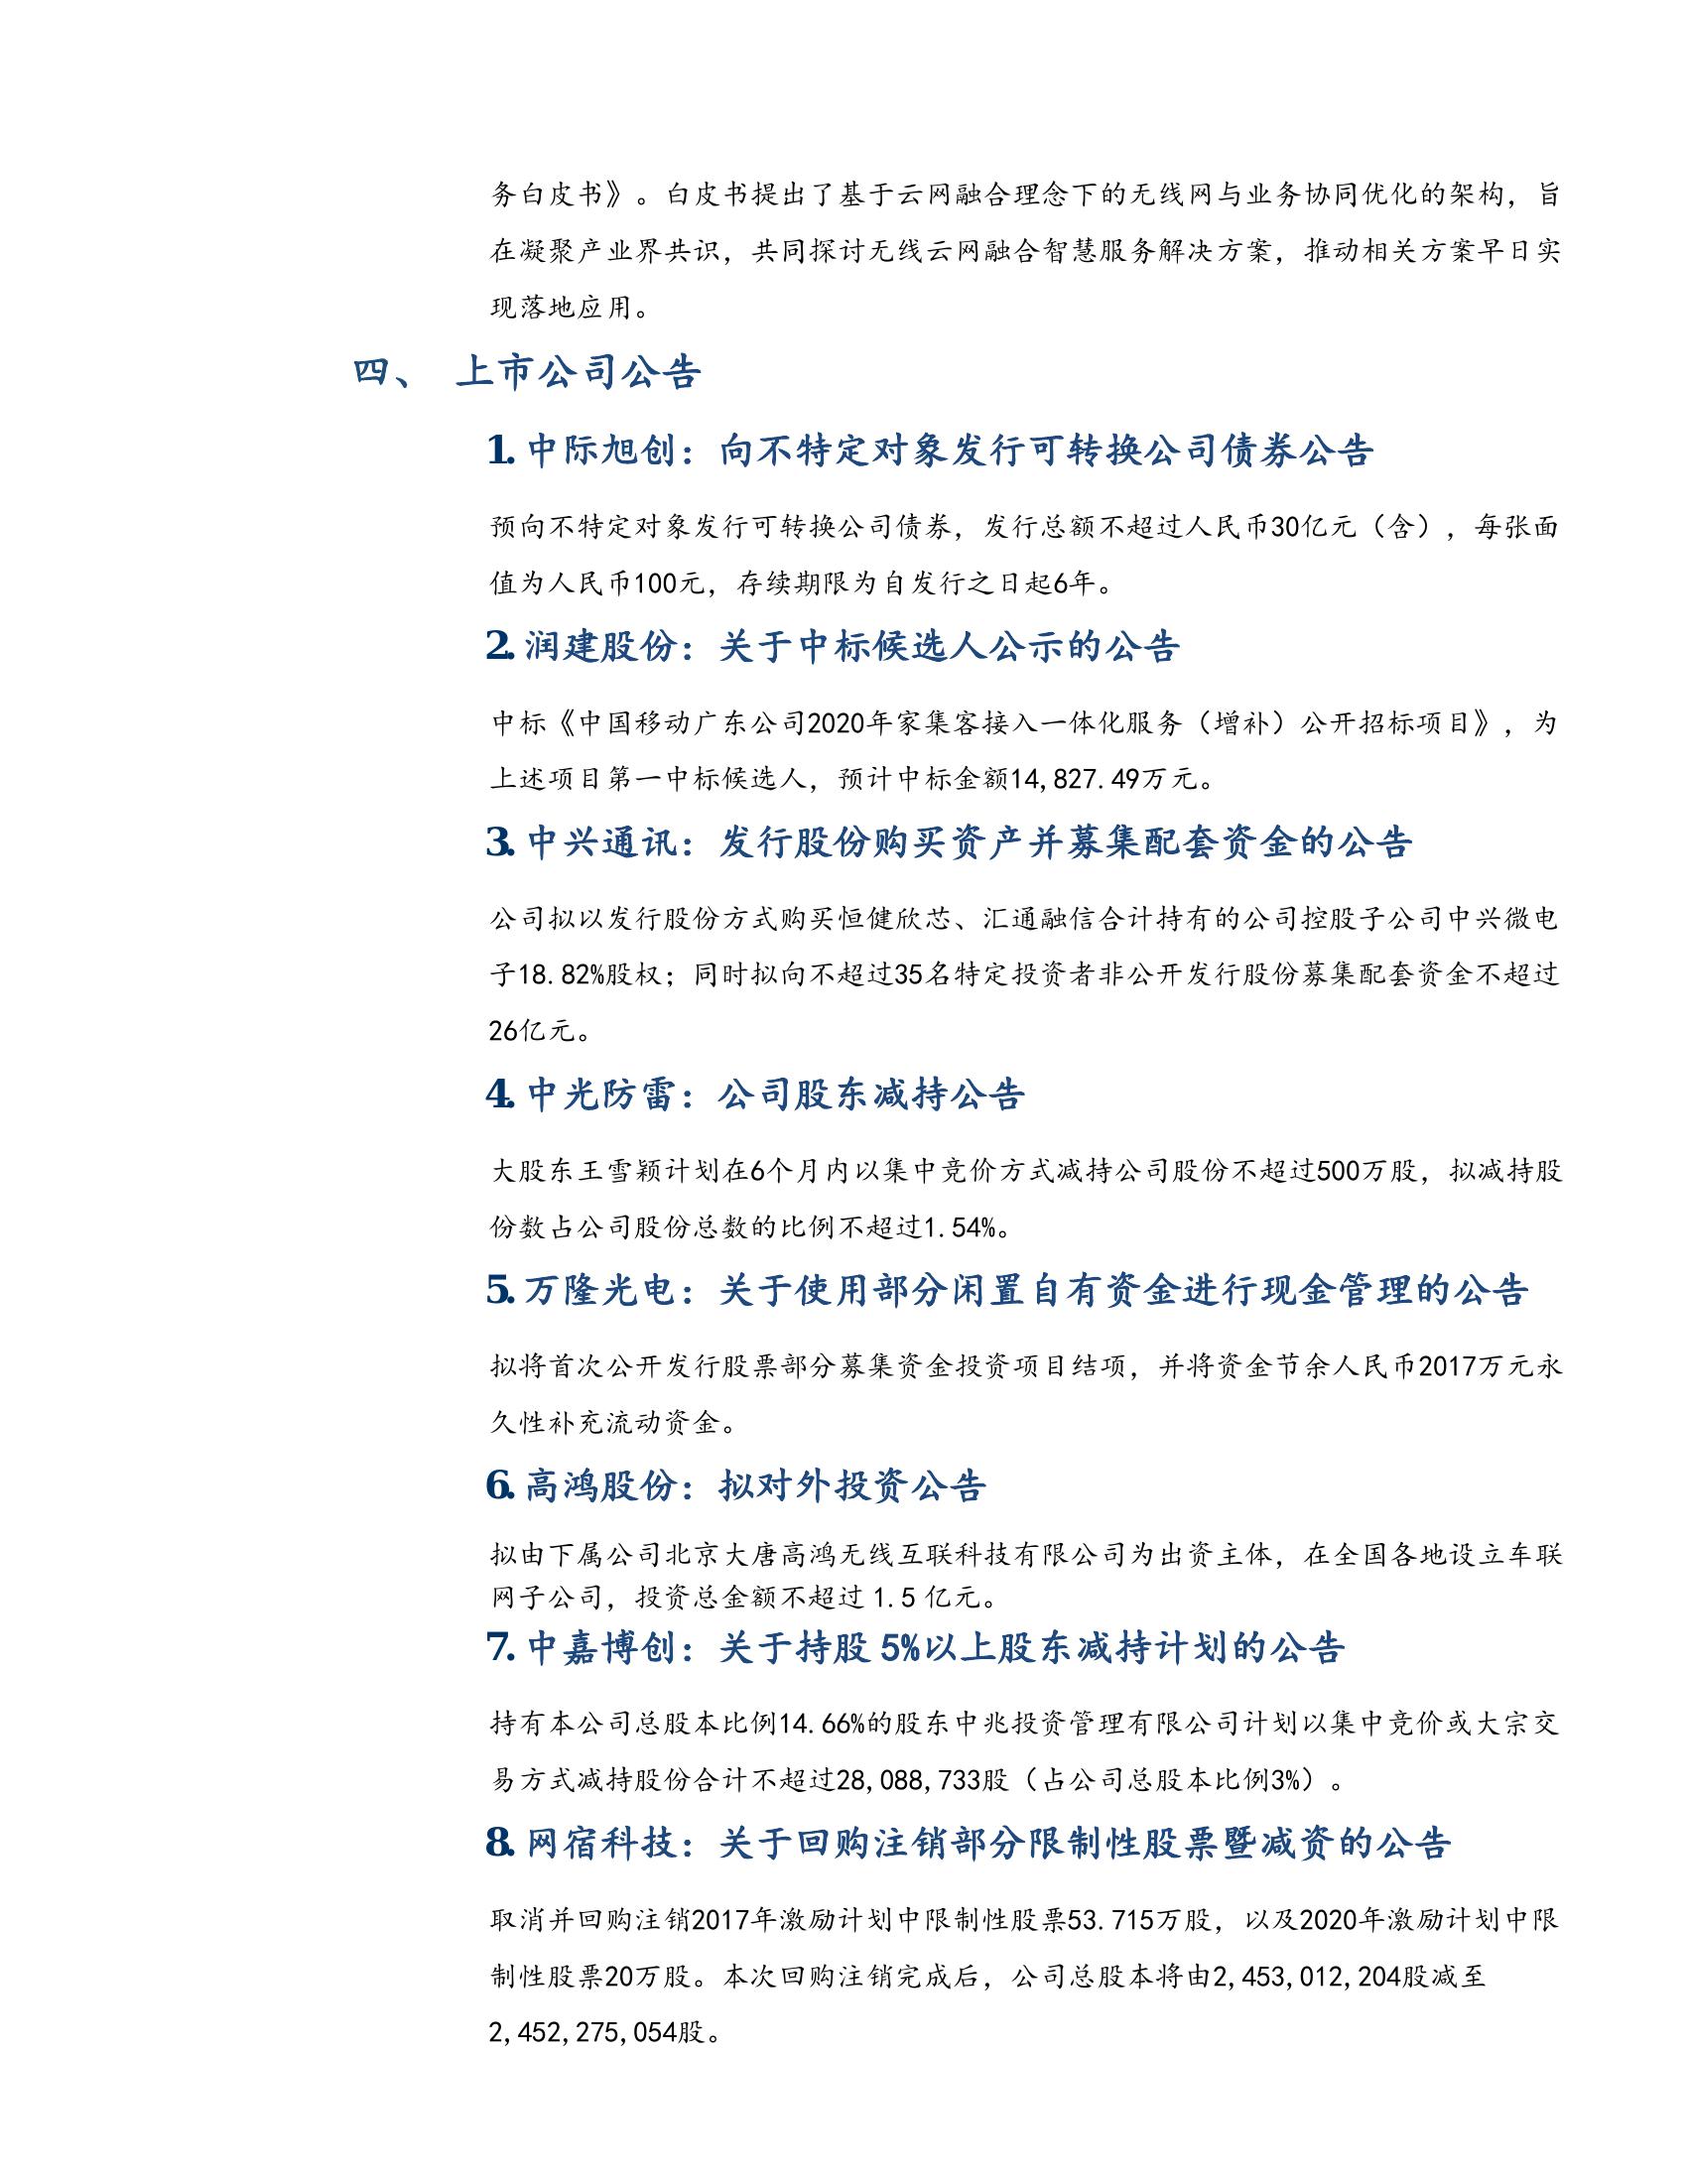 务白皮书》。白皮书提出了基于云网融合理念下的无线网与业务协同优化的架构，旨
在凝聚产业界共识，共同探讨无线云网融合智慧服务解决方案，推动相关方案早日实
现落地应用。
四、 上市公司公告
1. 中际旭创：向不特定对象发行可转换公司债券公告
预向不特定对象发行可转换公司债券，发行总额不超过人民币30亿元（含），每张面
值为人民币100元，存续期限为自发行之日起6年。
2. 润建股份：关于中标候选人公示的公告
中标《中国移动广东公司2020年家集客接入一体化服务（增补）公开招标项目》，为
上述项目第一中标候选人，预计中标金额14,827.49万元。
3. 中兴通讯：发行股份购买资产并募集配套资金的公告
公司拟以发行股份方式购买恒健欣芯、汇通融信合计持有的公司控股子公司中兴微电
子18.82%股权；同时拟向不超过35名特定投资者非公开发行股份募集配套资金不超过
26亿元。
4. 中光防雷：公司股东减持公告
大股东王雪颖计划在6个月内以集中竞价方式减持公司股份不超过500万股，拟减持股
份数占公司股份总数的比例不超过1.54%。
5. 万隆光电：关于使用部分闲置自有资金进行现金管理的公告
拟将首次公开发行股票部分募集资金投资项目结项，并将资金节余人民币2017万元永
久性补充流动资金。
6. 高鸿股份：拟对外投资公告
拟由下属公司北京大唐高鸿无线互联科技有限公司为出资主体，在全国各地设立车联
网子公司，投资总金额不超过 1.5 亿元。
7. 中嘉博创：关于持股 5%以上股东减持计划的公告
持有本公司总股本比例14.66%的股东中兆投资管理有限公司计划以集中竞价或大宗交
易方式减持股份合计不超过28,088,733股（占公司总股本比例3%）。
8. 网宿科技：关于回购注销部分限制性股票暨减资的公告
取消并回购注销2017年激励计划中限制性股票53.715万股，以及2020年激励计划中限
制性股票20万股。本次回购注销完成后，公司总股本将由2,453,012,204股减至
2,452,275,054股。